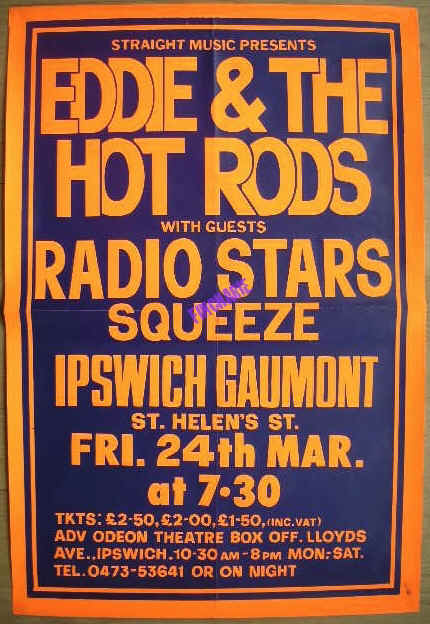 STRAIGHT MUSIC PRESENTS
EDDIE & THE
HOT RODS
WITH GUESTS
RADIO STARS
SQUEEZE
IPSWICH GAUMONT
ST. HELEN'S ST.
FRI. 24th MAR.
at 7•30
TKTS: £2-50, £2-00, £1-50, (INC. VAT)
ADV ODEON THEATRE BOX OFF. LLOYDS
AVE., IPSWICH. 10-30 AM - 8PM MON:-SAT.
TEL. 0473-53641 OR ON NIGHT